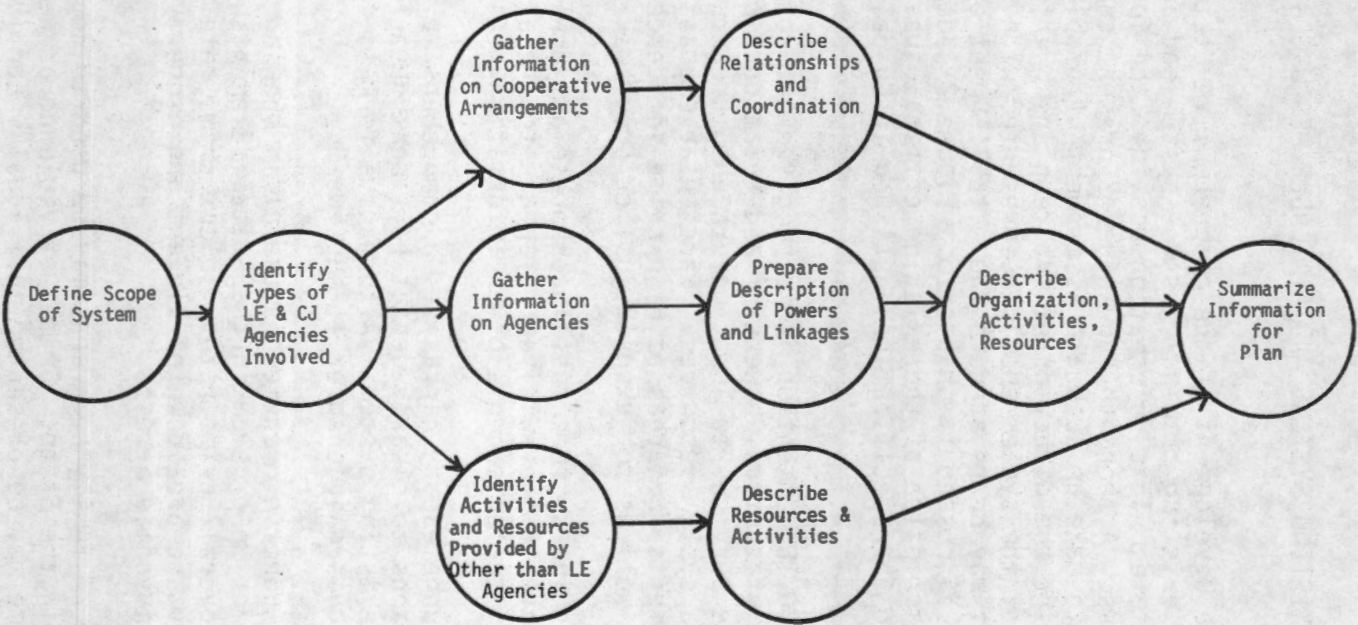 Define Scope
of System
Identify
Types of
LE & CJ
Agencies
Involved
Gather
Information
on Cooperative
Arrangements
Describe
Relationships
and
Coordination
Gather
Information
on Agencies
Prepare
Description
of Powers
and Linkages
Describe
Organization,
Activities,
Resources
Identify
Activities
and Resources
Provided by
Other than LE
Agencies
Describe
Resources &
Activities
Summarize
Information
for
Plan